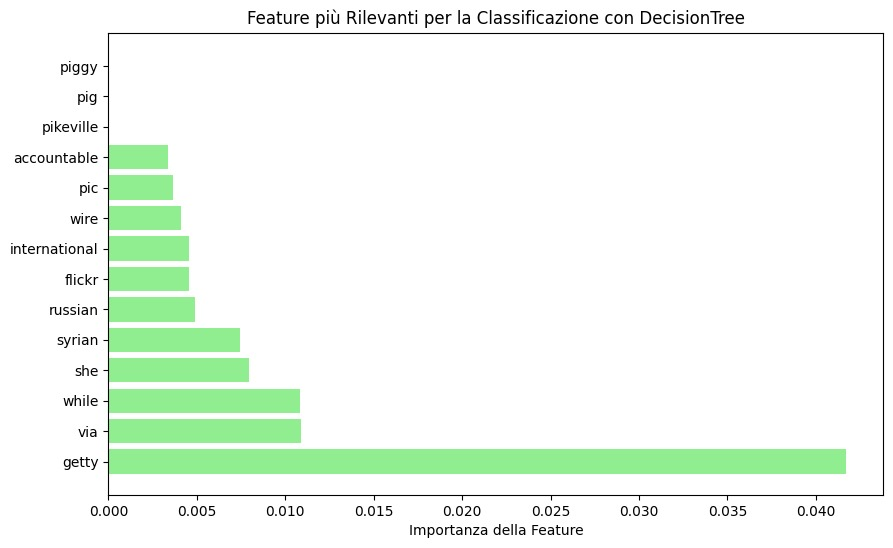 Feature più Rilevanti per la Classificazione con DecisionTree
piggy
pig
pikeville
accountable
pic
wire
international
flickr
russian
syrian
she
while
via
getty
0.000 0.005 0.010 0.015 0.020 0.025 0.030 0.035 0.040
Importanza della Feature